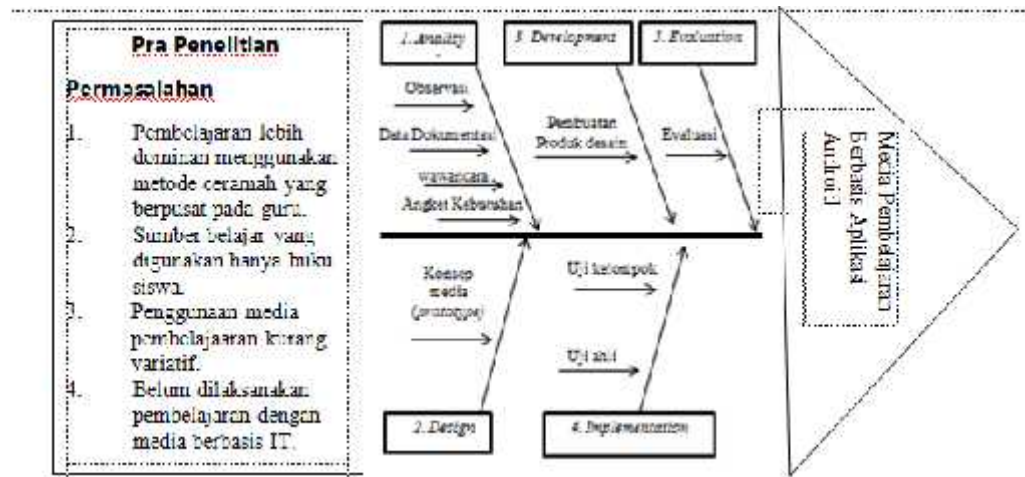 Pra Penelitian
Permasalahan
1. Pembelajaran lebih
dominan menggunakan
metode ceramah yang
berpusat pada guru.
2. Sumber belajar yang
digunakan hanya buku
siswa.
3. Penggunaan media
pembelajaaran kurang
variatif.
4. Belum dilaksanakan
pembelajaran dengan
media berbasis IT.
1. Anality
3. Development
5. Evaluation
Observasi
Data Dokumentasi
wawancara
Angket Kebutuhan
Pembuatan
Produk desain
Evaluasi
Konsep
media
(prototype)
Uji kelompok
Uji ahli
2. Design
4. Implementation
Media Pembelajaran
Berbasis Aplikasi
Android